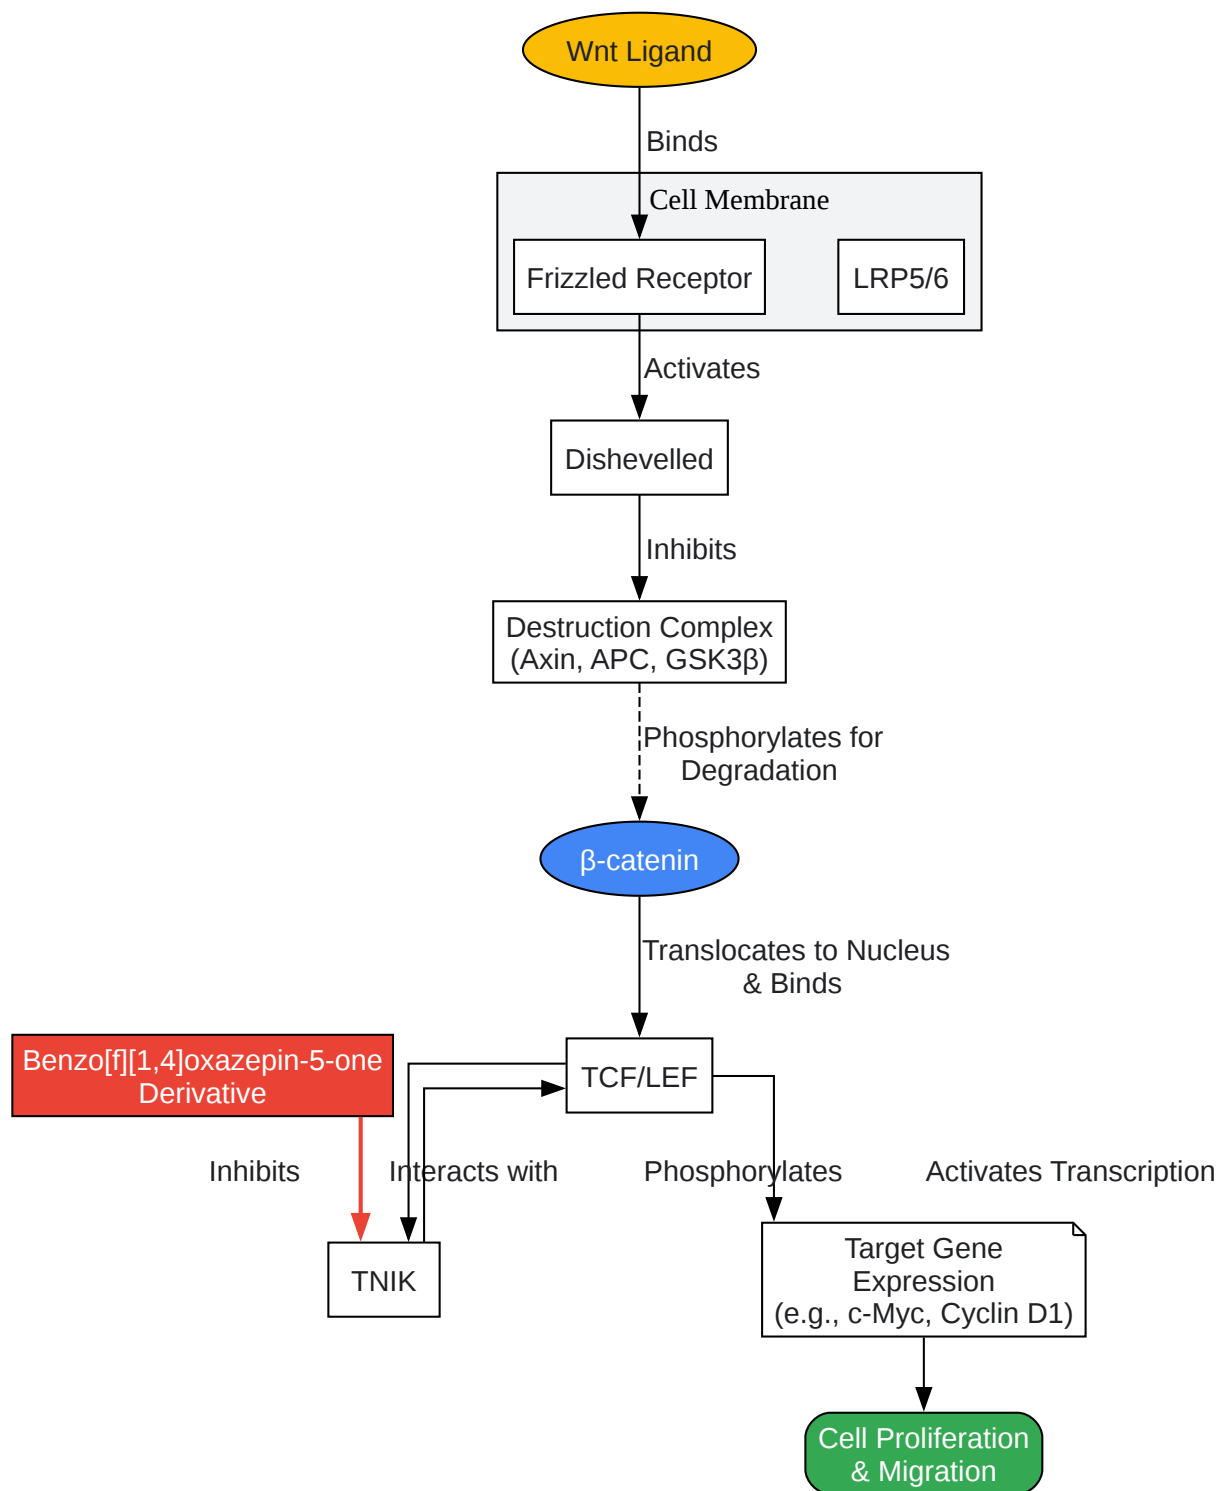 Wnt Ligand
Binds
Cell Membrane
Frizzled Receptor
LRP5/6
Activates
Dishevelled
Inhibits
Destruction Complex
(Axin, APC, GSK3β)
Phosphorylates for
Degradation
β-catenin
Translocates to Nucleus
& Binds
Benzo[f][1,4]oxazepin-5-one
Derivative
TCF/LEF
Inhibits
Interacts with
Phosphorylates
Activates Transcription
TNIK
Target Gene
Expression
(e.g., c-Myc, Cyclin D1)
Cell Proliferation
& Migration